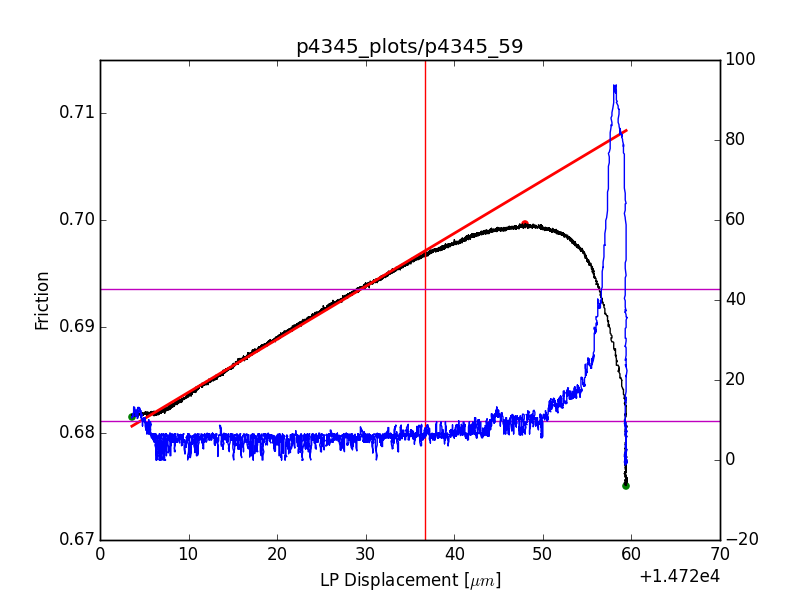 p4345_plots/p4345_59
100
0.71
80
0.70
60
Friction
0.69
40
20
0.68
0
0.67
−20
0 10 20 30 40 50 60 70
LP Displacement [μm]
+1.472e4